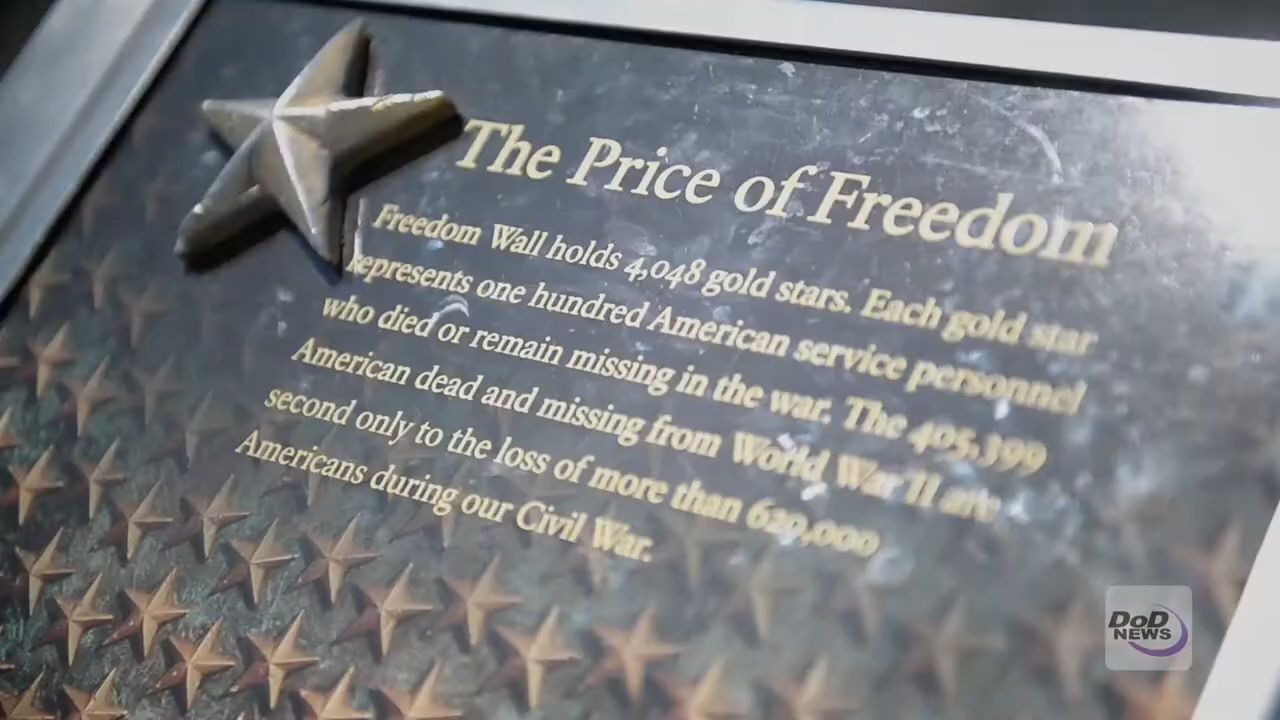 The Price of Freedom
Freedom Wall holds 4,048 gold stars. Each gold star
represents one hundred American service personnel
who died or remain missing in the war. The 405,399
American dead and missing from World War II are
second only to the loss of more than 620,000
Americans during our Civil War.
DoD
NEWS